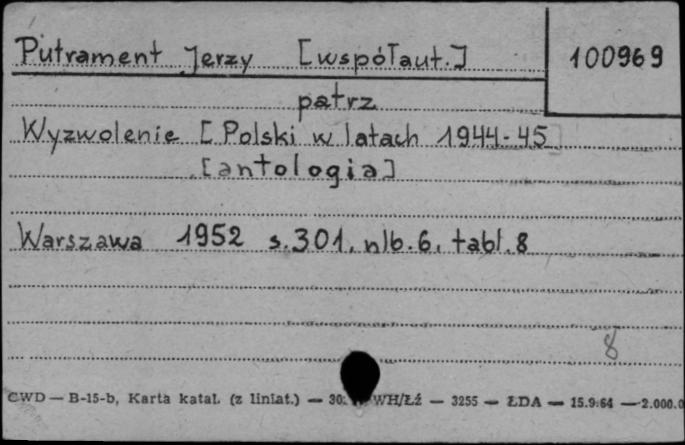 Putrament Jerzy [współaut.] 100969
patrz
Wyzwolenie [Polski w latach 1944-45]
[antologia]
Warszawa 1952 s.301, nlb.6, tabl.8
8
CWD — B-15-b, Karta katal. (z liniat.) — WH/Łź — 3255 — ŁDA — 15.9.64 — 2.000.0